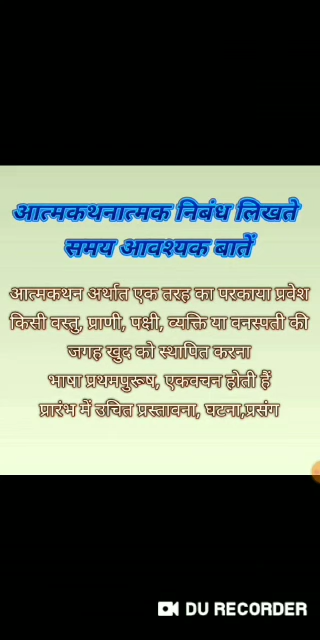 आत्मकथनात्मक निबंध लिखते
समय आवश्यक बातें
आत्मकथन अर्थात एक तरह का परकाया प्रवेश
किसी वस्तु, प्राणी, पक्षी, व्यक्ति या वनस्पती की
जगह खुद को स्थापित करना
भाषा प्रथमपुरूष, एकवचन होती हैं
प्रारंभ में उचित प्रस्तावना, घटना,प्रसंग
DU RECORDER